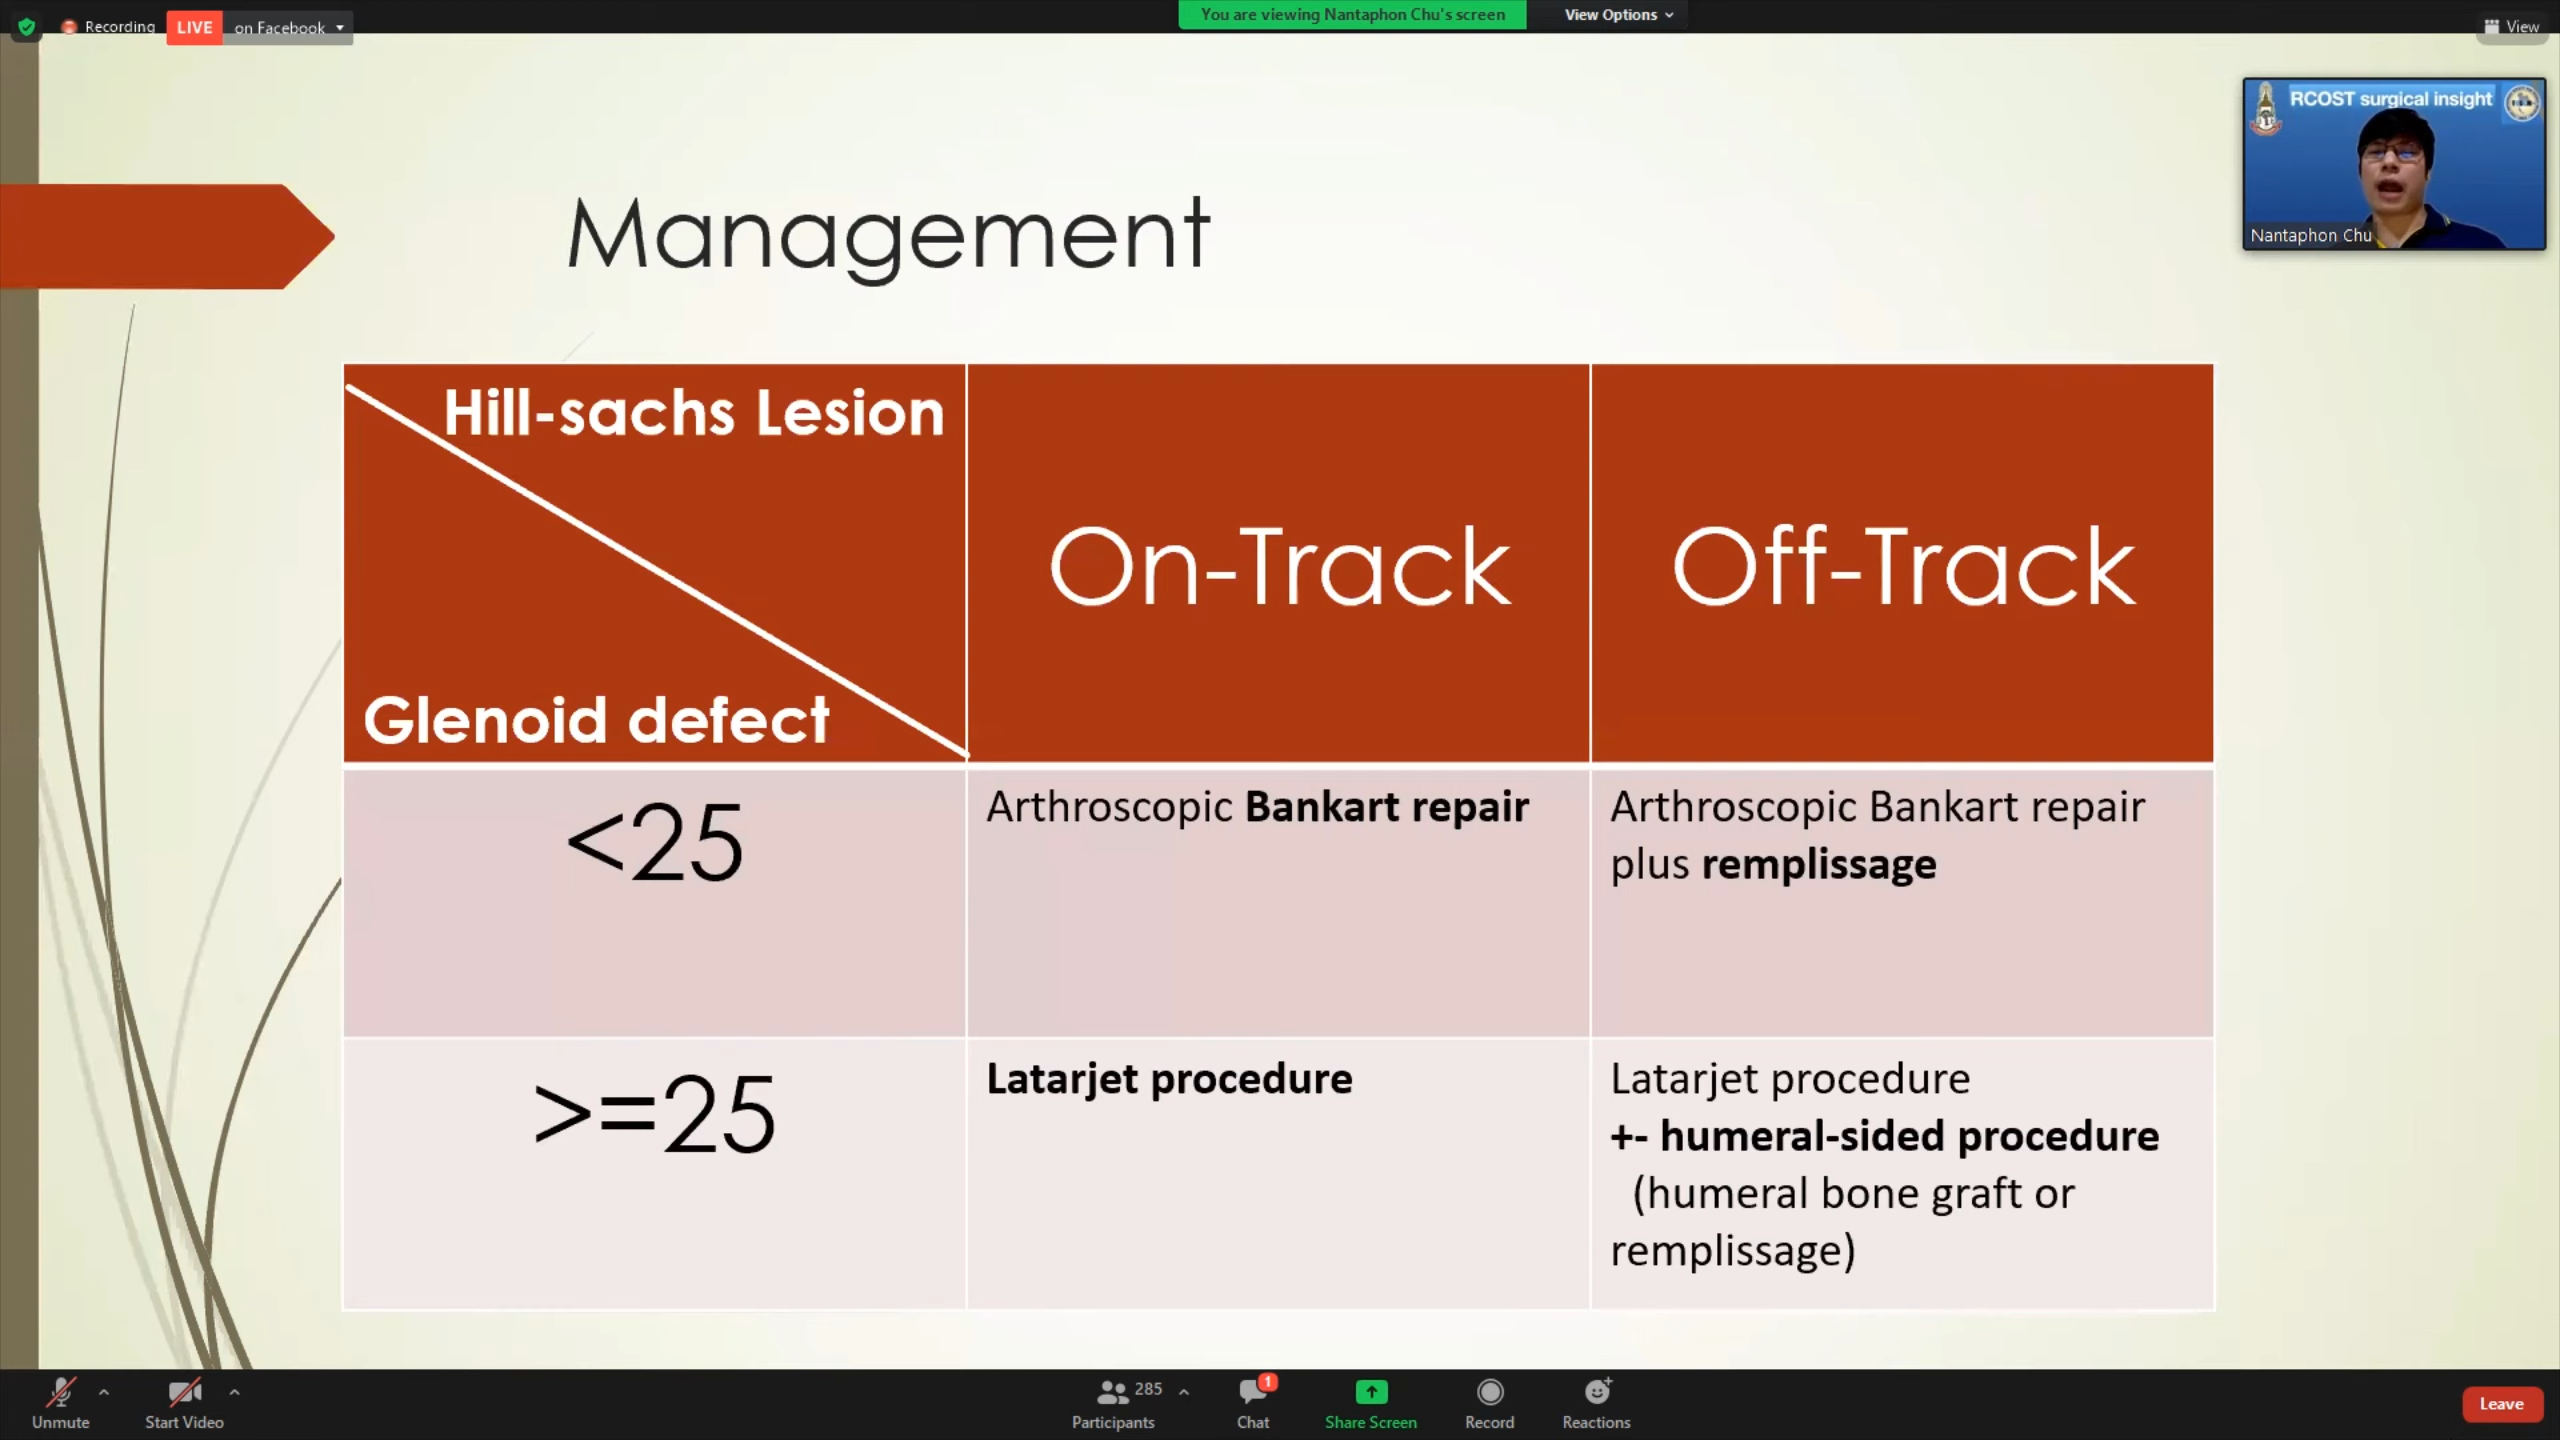 Recording LIVE on Facebook
You are viewing Nantaphon Chu's screen View Options
View
RCOST surgical insight
Nantaphon Chu
Management
Hill-sachs Lesion
Glenoid defect
On-Track
Off-Track
<25
Arthroscopic Bankart repair
Arthroscopic Bankart repair
plus remplissage
>=25
Latarjet procedure
Latarjet procedure
+- humeral-sided procedure
(humeral bone graft or
remplissage)
Unmute
Start Video
285
Participants
1
Chat
Share Screen
Record
Reactions
Leave